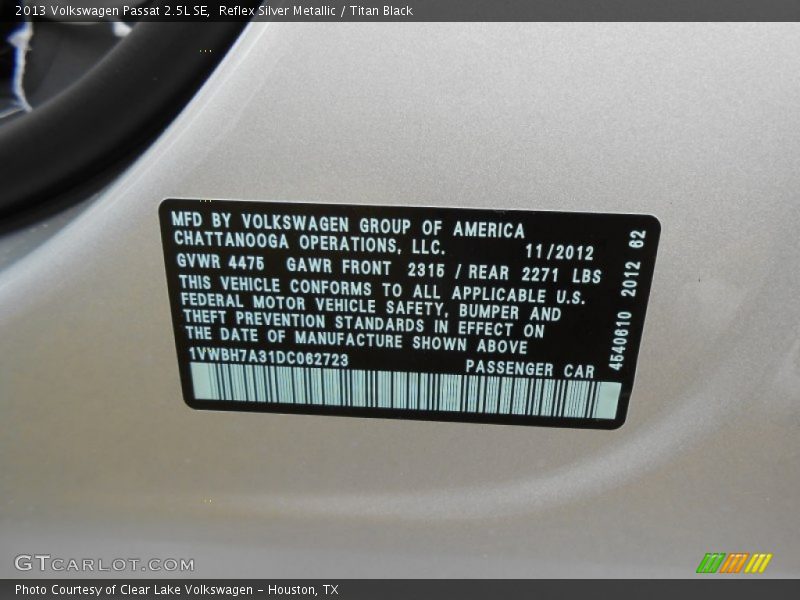 2013 Volkswagen Passat 2.5L SE,  Reflex Silver Metallic / Titan Black
MFD BY VOLKSWAGEN GROUP OF AMERICA
CHATTANOOGA OPERATIONS, LLC. 11/2012
GVWR 4475 GAWR FRONT 2315 / REAR 2271 LBS
THIS VEHICLE CONFORMS TO ALL APPLICABLE U.S.
FEDERAL MOTOR VEHICLE SAFETY, BUMPER AND
THEFT PREVENTION STANDARDS IN EFFECT ON
THE DATE OF MANUFACTURE SHOWN ABOVE
1VWBH7A31DC062723 PASSENGER CAR
4540610 2012 62
GTCARLOT.COM
Photo Courtesy of Clear Lake Volkswagen – Houston, TX